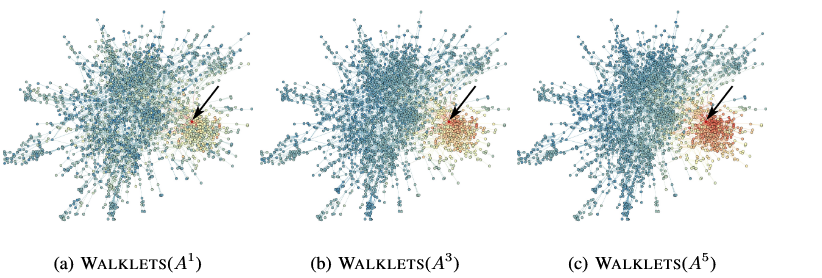 (a) WALKLETS(A¹)
(b) WALKLETS(A³)
(c) WALKLETS(A⁵)